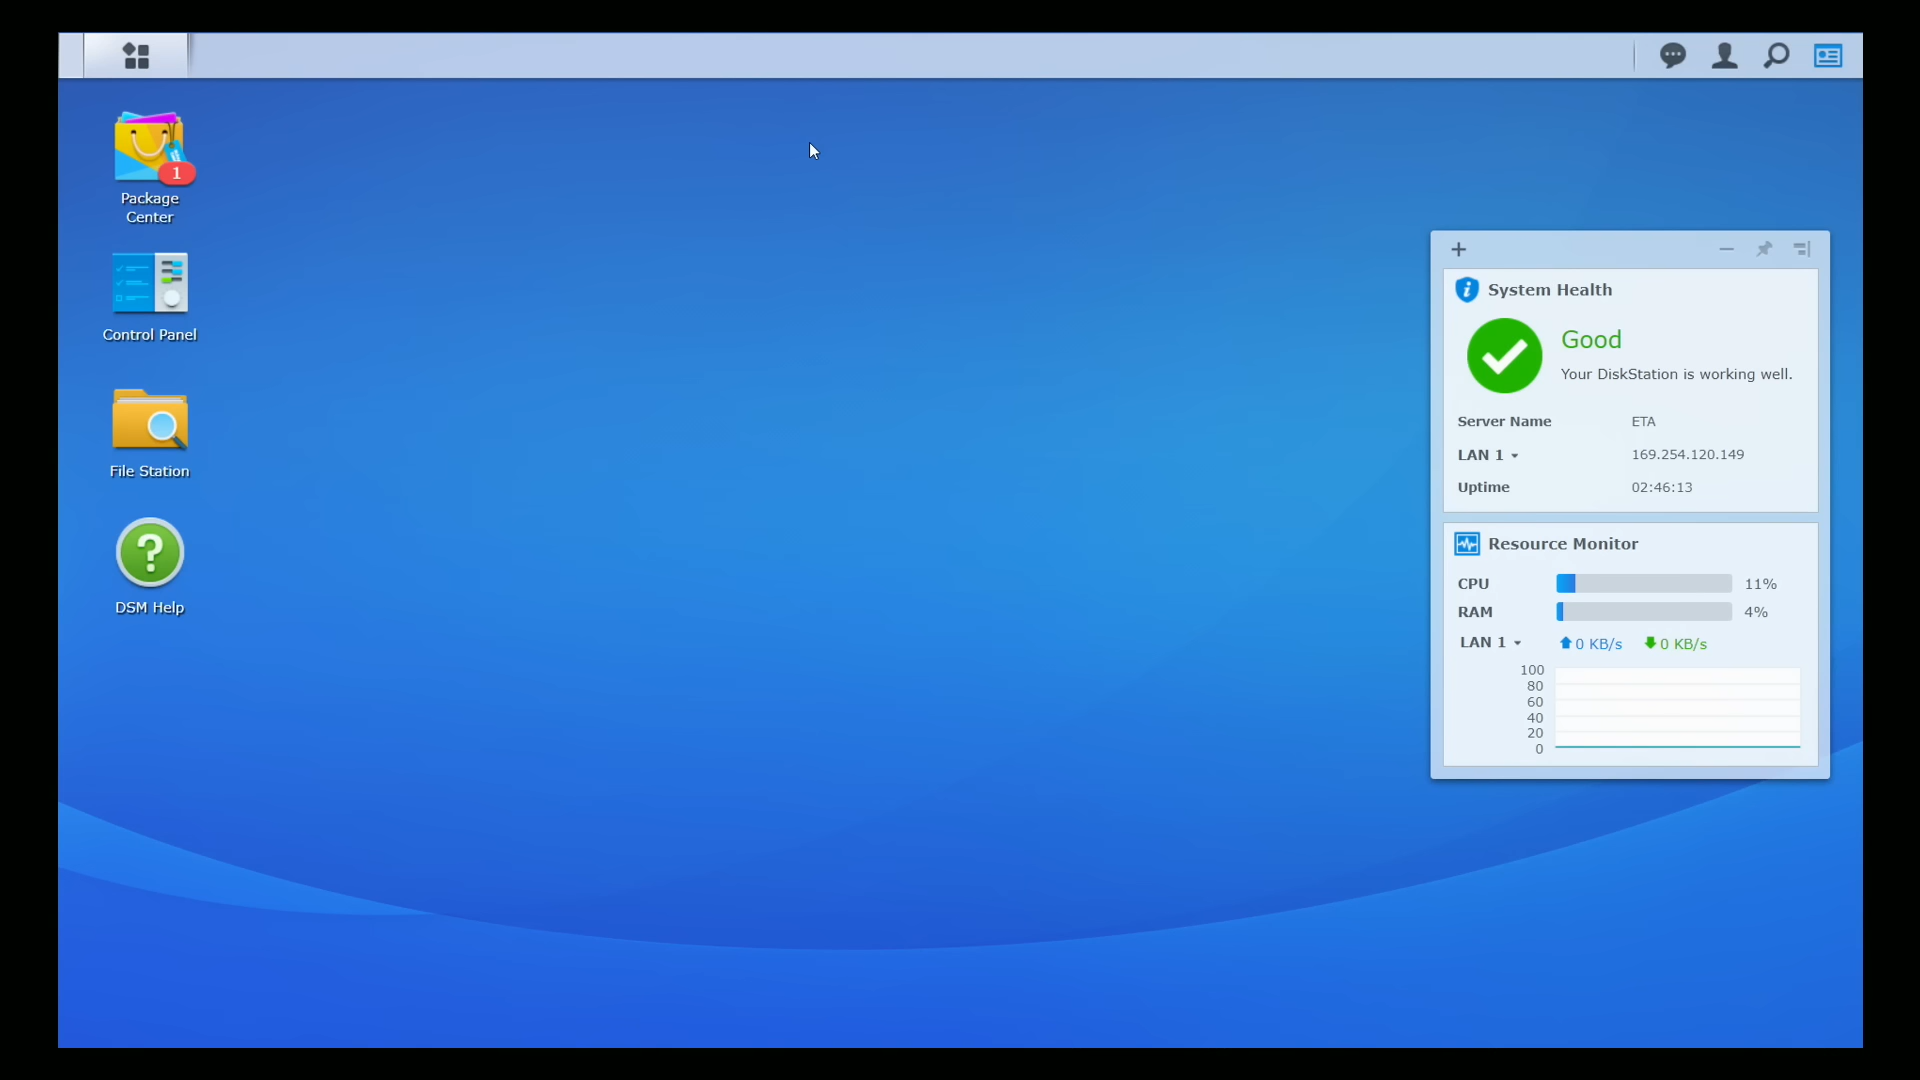 1
Package
Center
Control Panel
File Station
?
DSM Help
System Health
Good
Your DiskStation is working well.
Server Name ETA
LAN 1 169.254.120.149
Uptime 02:46:13
Resource Monitor
CPU 11%
RAM 4%
LAN 1 0 KB/s 0 KB/s
100
80
60
40
20
0